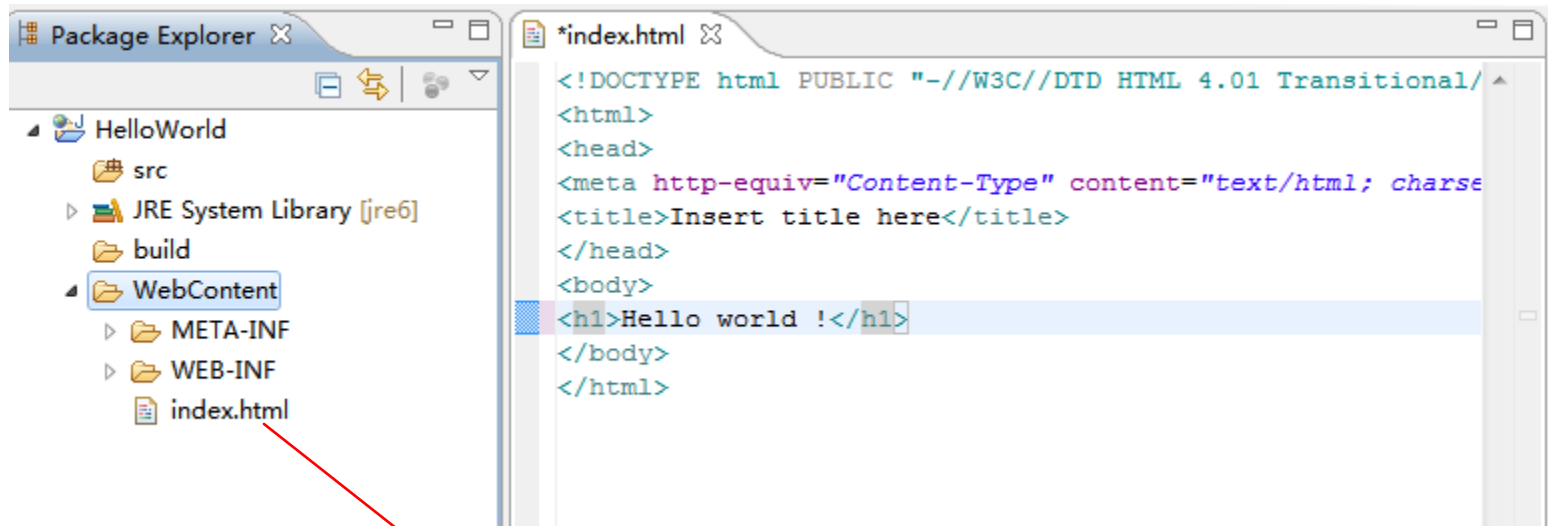 Package Explorer
HelloWorld
src
JRE System Library [jre6]
build
WebContent
META-INF
WEB-INF
index.html
*index.html
<!DOCTYPE html PUBLIC "-//W3C//DTD HTML 4.01 Transitional/
<html>
<head>
<meta http-equiv="Content-Type" content="text/html; charse
<title>Insert title here</title>
</head>
<body>
<h1>Hello world !</h1>
</body>
</html>